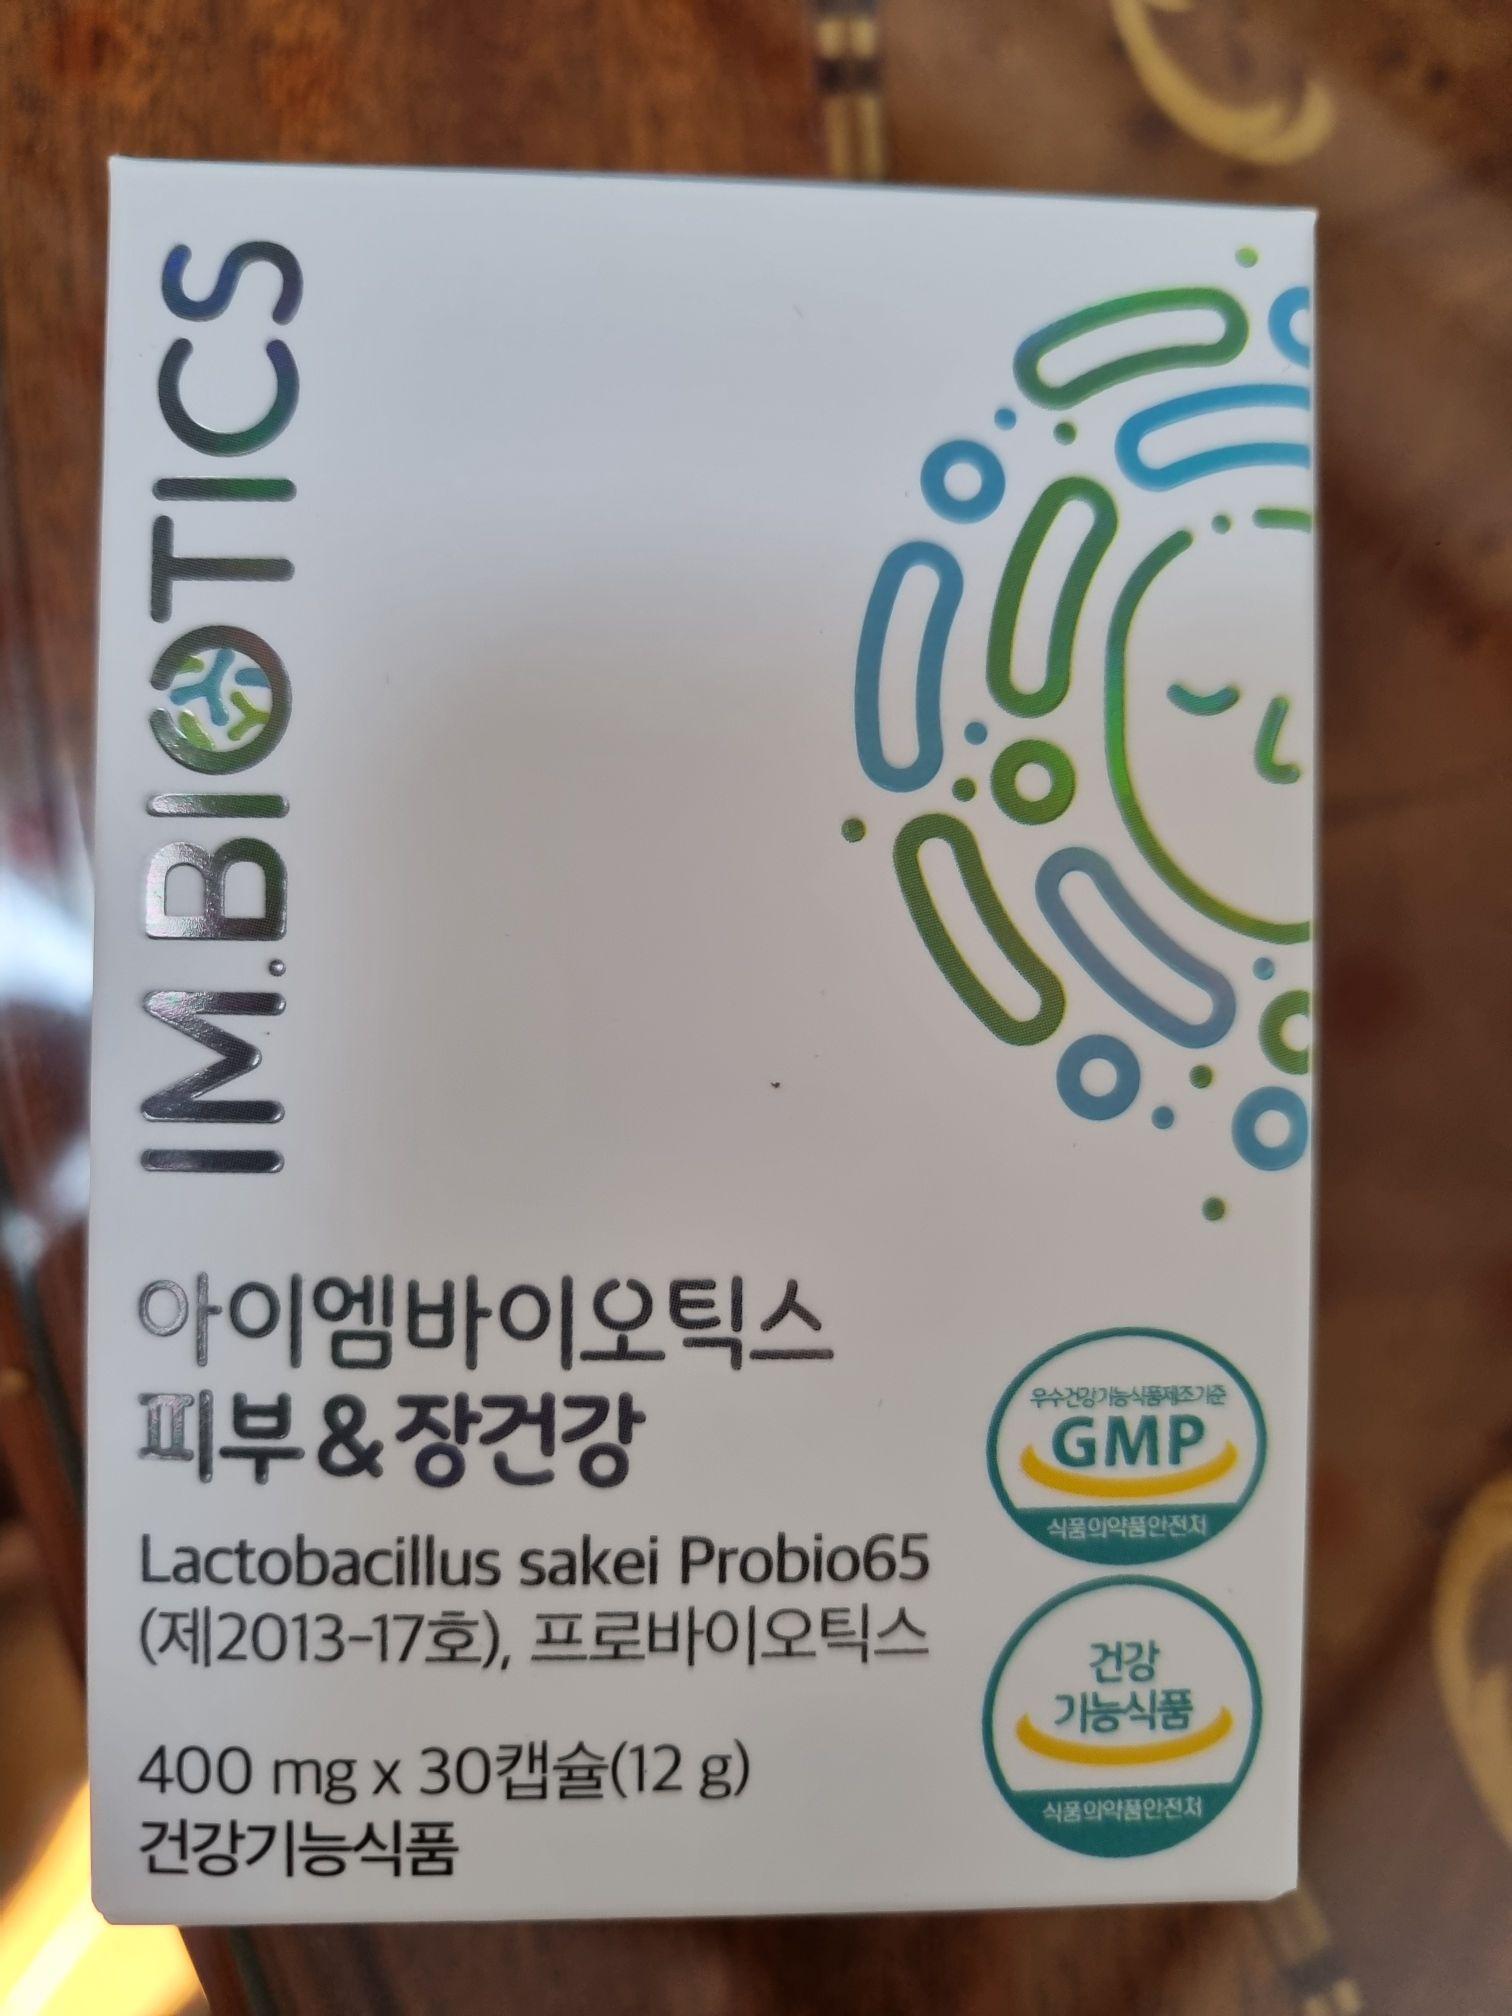 IM.BIOTICS
아이엠바이오틱스
피부&장건강
Lactobacillus sakei Probio65
(제2013-17호), 프로바이오틱스
400 mg x 30캡슐(12 g)
건강기능식품
우수건강기능식품제조기준
GMP
식품의약품안전처
건강
기능식품
식품의약품안전처